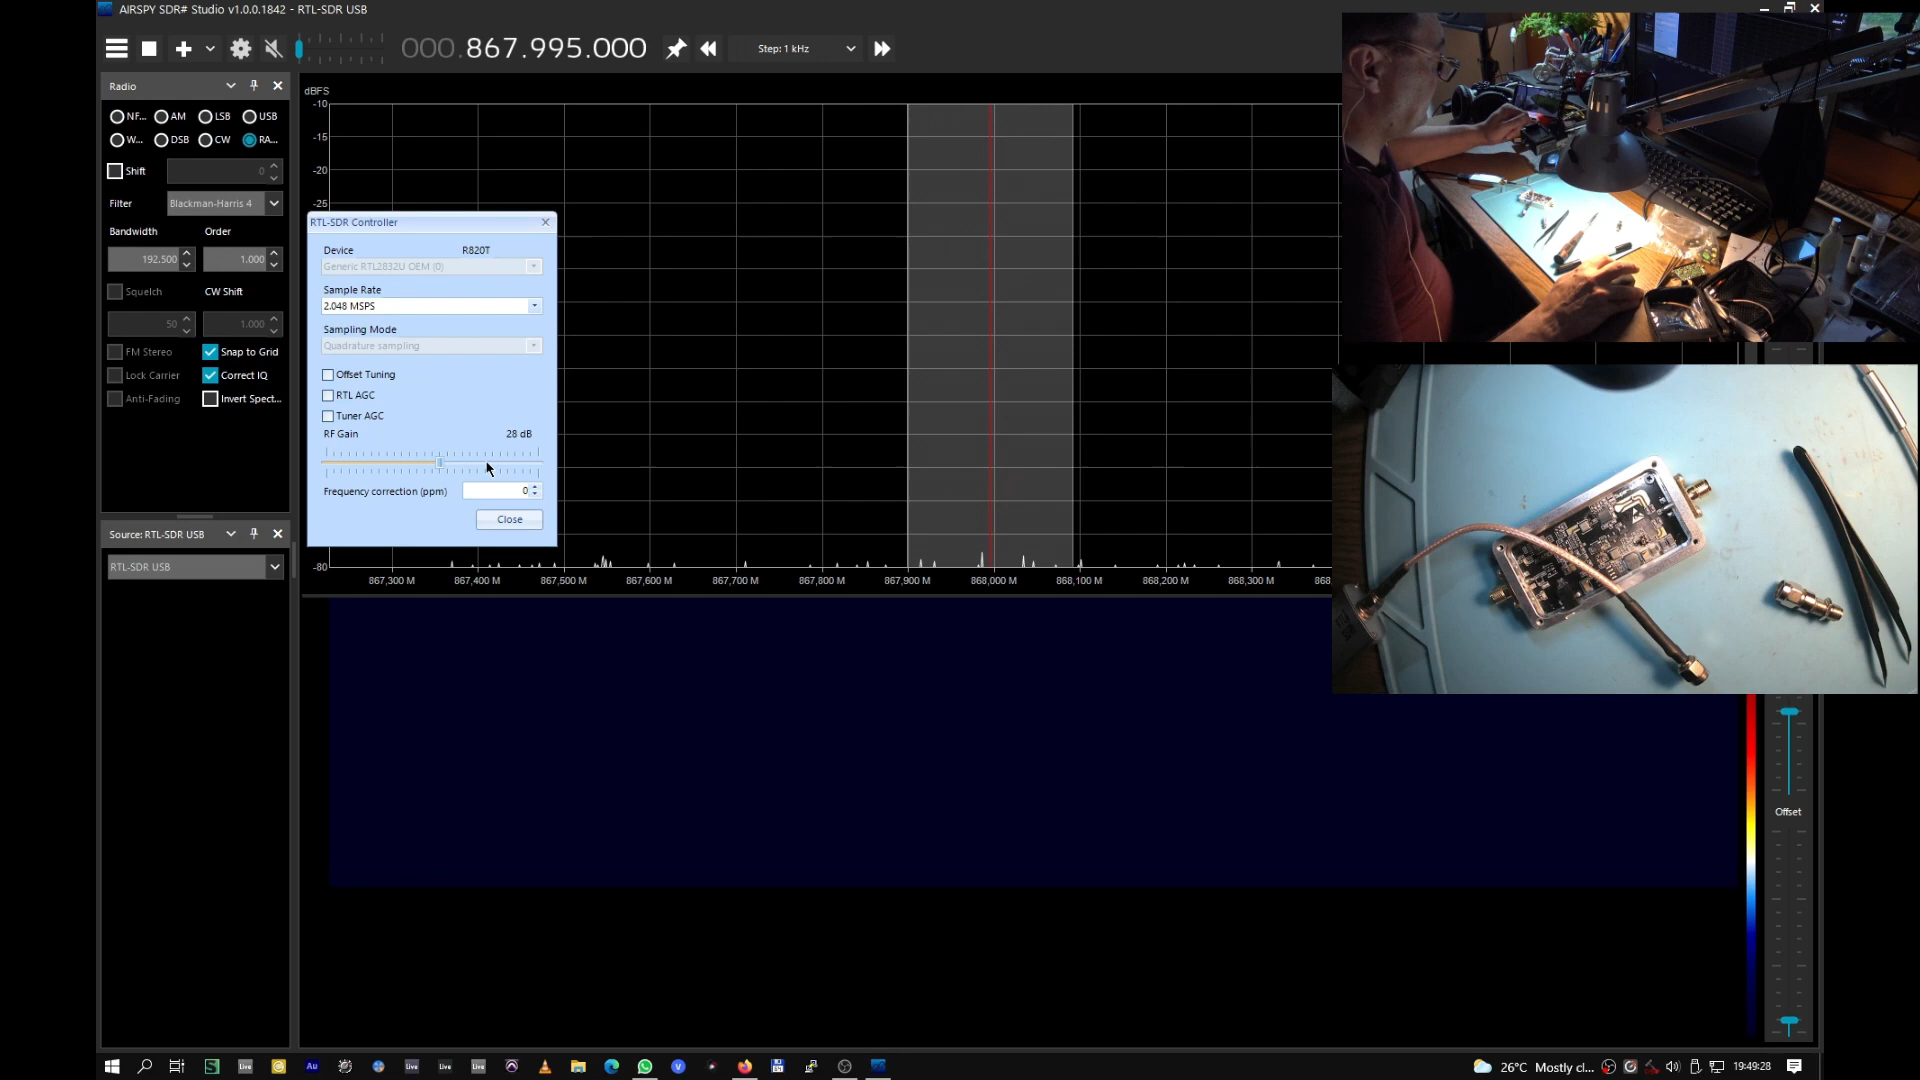 AIRSPY SDR# Studio v1.0.0.1842 - RTL-SDR USB
000.867.995.000
Step: 1 kHz
Radio
NF... AM LSB USB
W... DSB CW RA...
Shift 0
Filter Blackman-Harris 4
Bandwidth Order
192.500 1.000
Squelch CW Shift
50 1.000
FM Stereo Snap to Grid
Lock Carrier Correct IQ
Anti-Fading Invert Spect...
Source: RTL-SDR USB
RTL-SDR USB
dBFS
-10
-15
-20
-25
-80
RTL-SDR Controller
Device R820T
Generic RTL2832U OEM (0)
Sample Rate
2.048 MSPS
Sampling Mode
Quadrature sampling
Offset Tuning
RTL AGC
Tuner AGC
RF Gain 28 dB
Frequency correction (ppm) 0
Close
867,300 M 867,400 M 867,500 M 867,600 M 867,700 M 867,800 M 867,900 M 868,000 M 868,100 M 868,200 M 868,300 M 868,
Offset
Live Au Live Live Live
26°C Mostly cl... 19:49:28